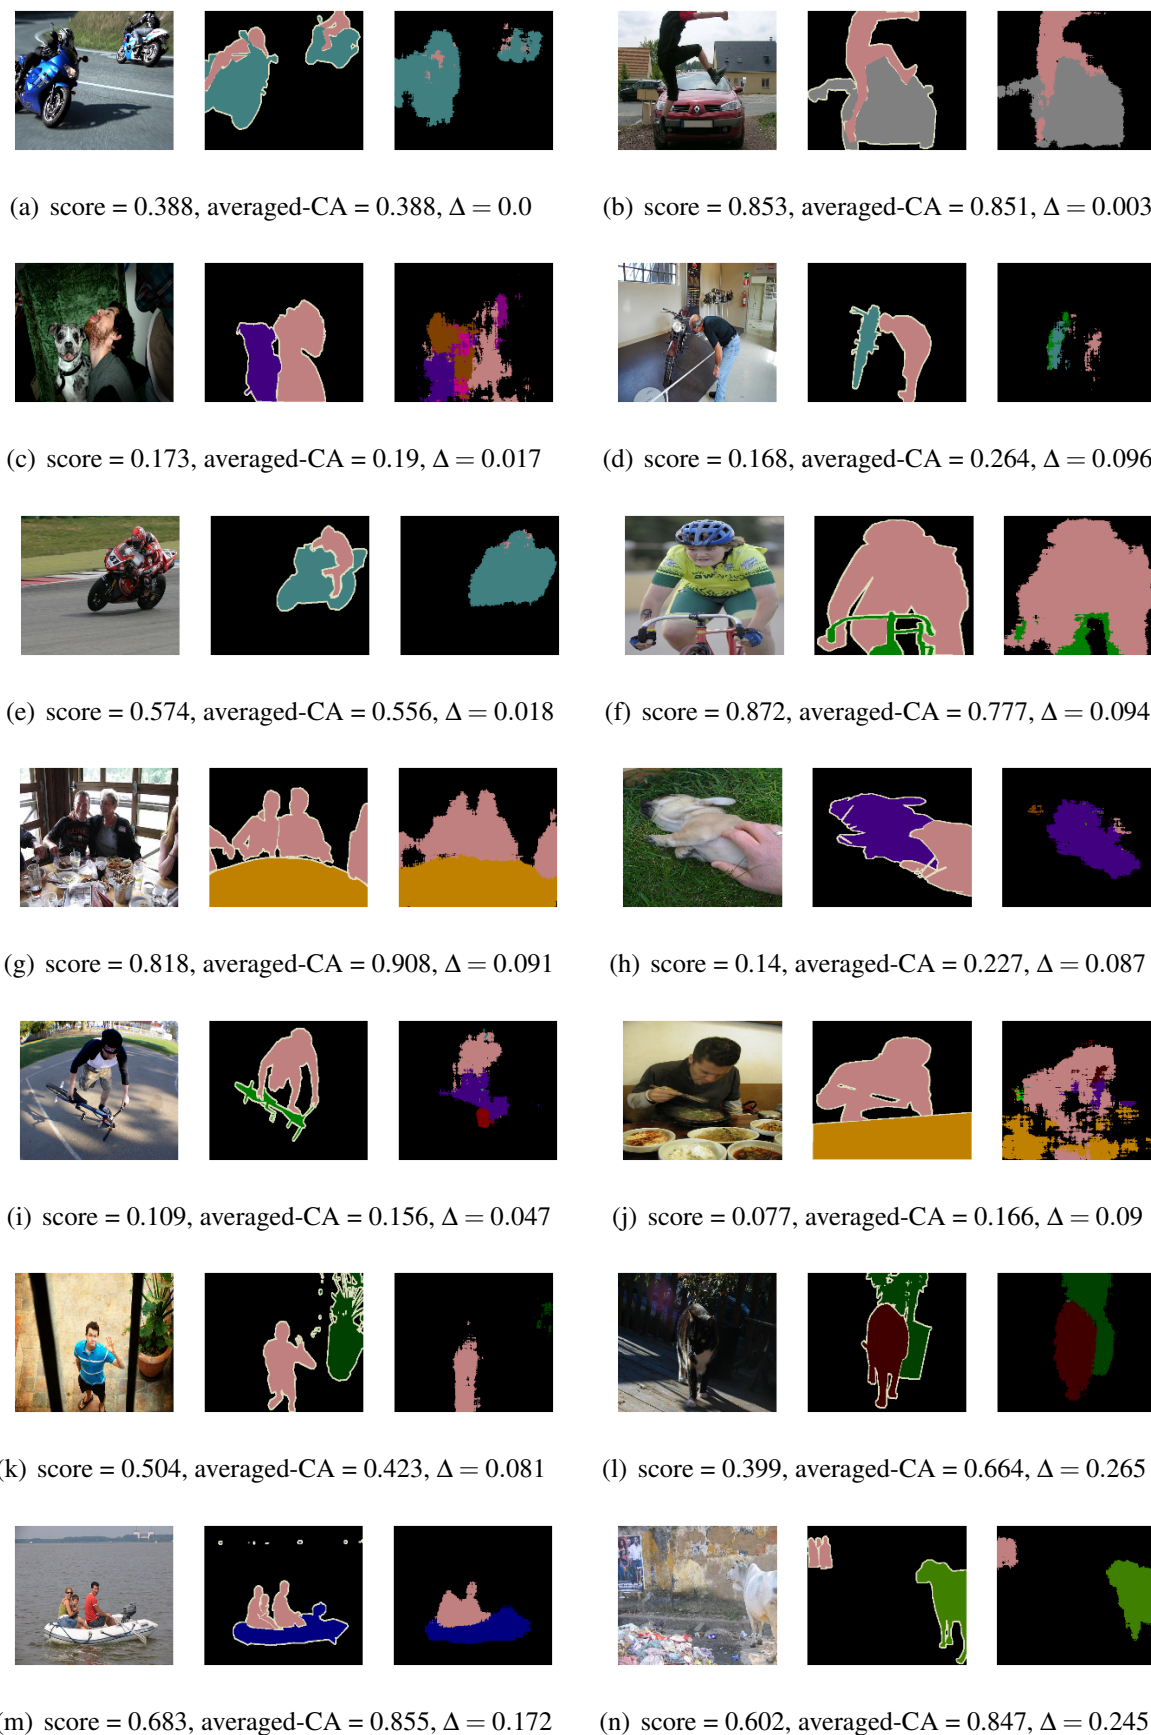 (a) score = 0.388, averaged-CA = 0.388, Δ = 0.0
(b) score = 0.853, averaged-CA = 0.851, Δ = 0.003
(c) score = 0.173, averaged-CA = 0.19, Δ = 0.017
(d) score = 0.168, averaged-CA = 0.264, Δ = 0.096
(e) score = 0.574, averaged-CA = 0.556, Δ = 0.018
(f) score = 0.872, averaged-CA = 0.777, Δ = 0.094
(g) score = 0.818, averaged-CA = 0.908, Δ = 0.091
(h) score = 0.14, averaged-CA = 0.227, Δ = 0.087
(i) score = 0.109, averaged-CA = 0.156, Δ = 0.047
(j) score = 0.077, averaged-CA = 0.166, Δ = 0.09
(k) score = 0.504, averaged-CA = 0.423, Δ = 0.081
(l) score = 0.399, averaged-CA = 0.664, Δ = 0.265
(m) score = 0.683, averaged-CA = 0.855, Δ = 0.172
(n) score = 0.602, averaged-CA = 0.847, Δ = 0.245